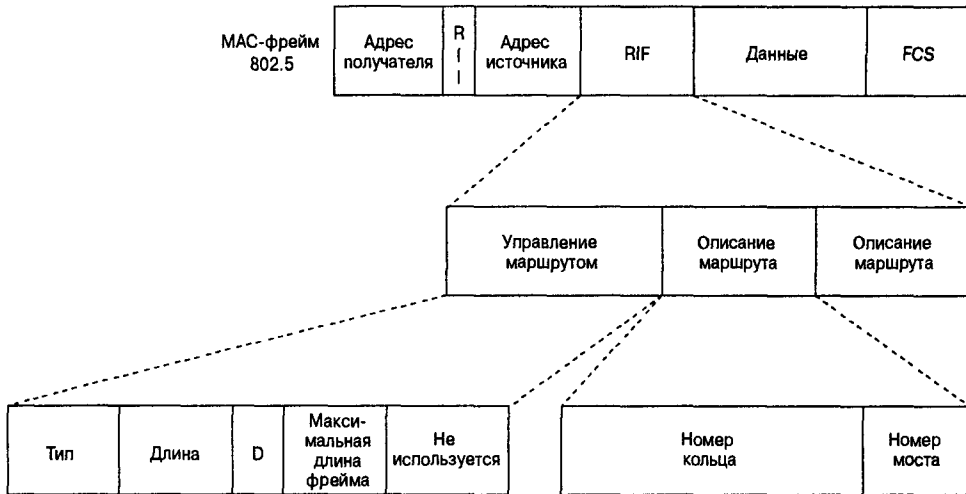 MAC-фрейм
802.5
Адрес
получателя
R
I
I
Адрес
источника
RIF
Данные
FCS
Управление
маршрутом
Описание
маршрута
Описание
маршрута
Тип
Длина
D
Макси-
мальная
длина
фрейма
Не
используется
Номер
кольца
Номер
моста